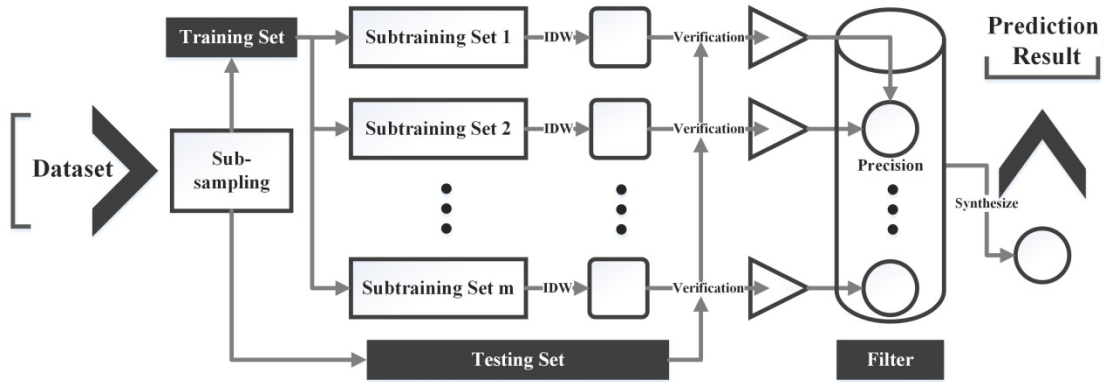 Dataset
Sub-
sampling
Training Set
Subtraining Set 1
IDW
Verification
Subtraining Set 2
IDW
Verification
Subtraining Set m
IDW
Verification
Testing Set
Precision
Filter
Synthesize
Prediction
Result